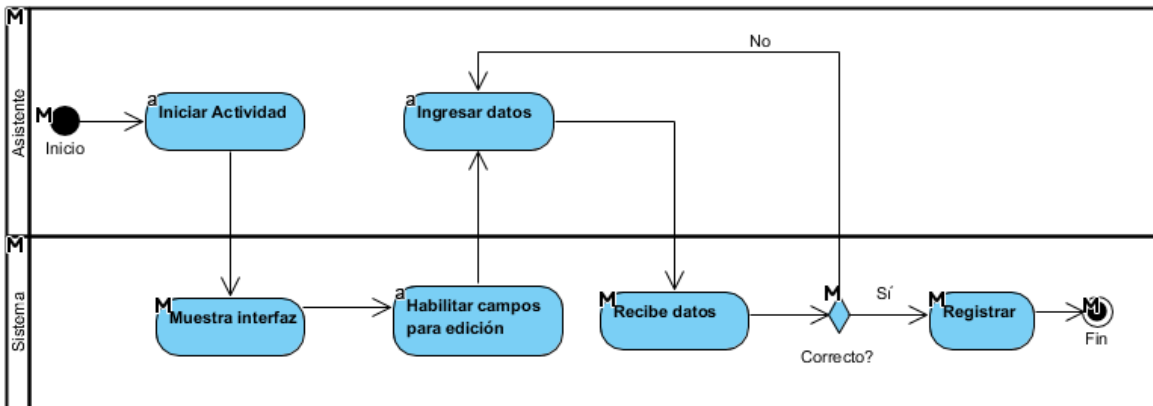 M
Asistente
No
M
Inicio
a
Iniciar Actividad
a
Ingresar datos
M
Sistema
M
Muestra interfaz
a
Habilitar campos
para edición
M
Recibe datos
M
Correcto?
Sí
M
Registrar
M
Fin